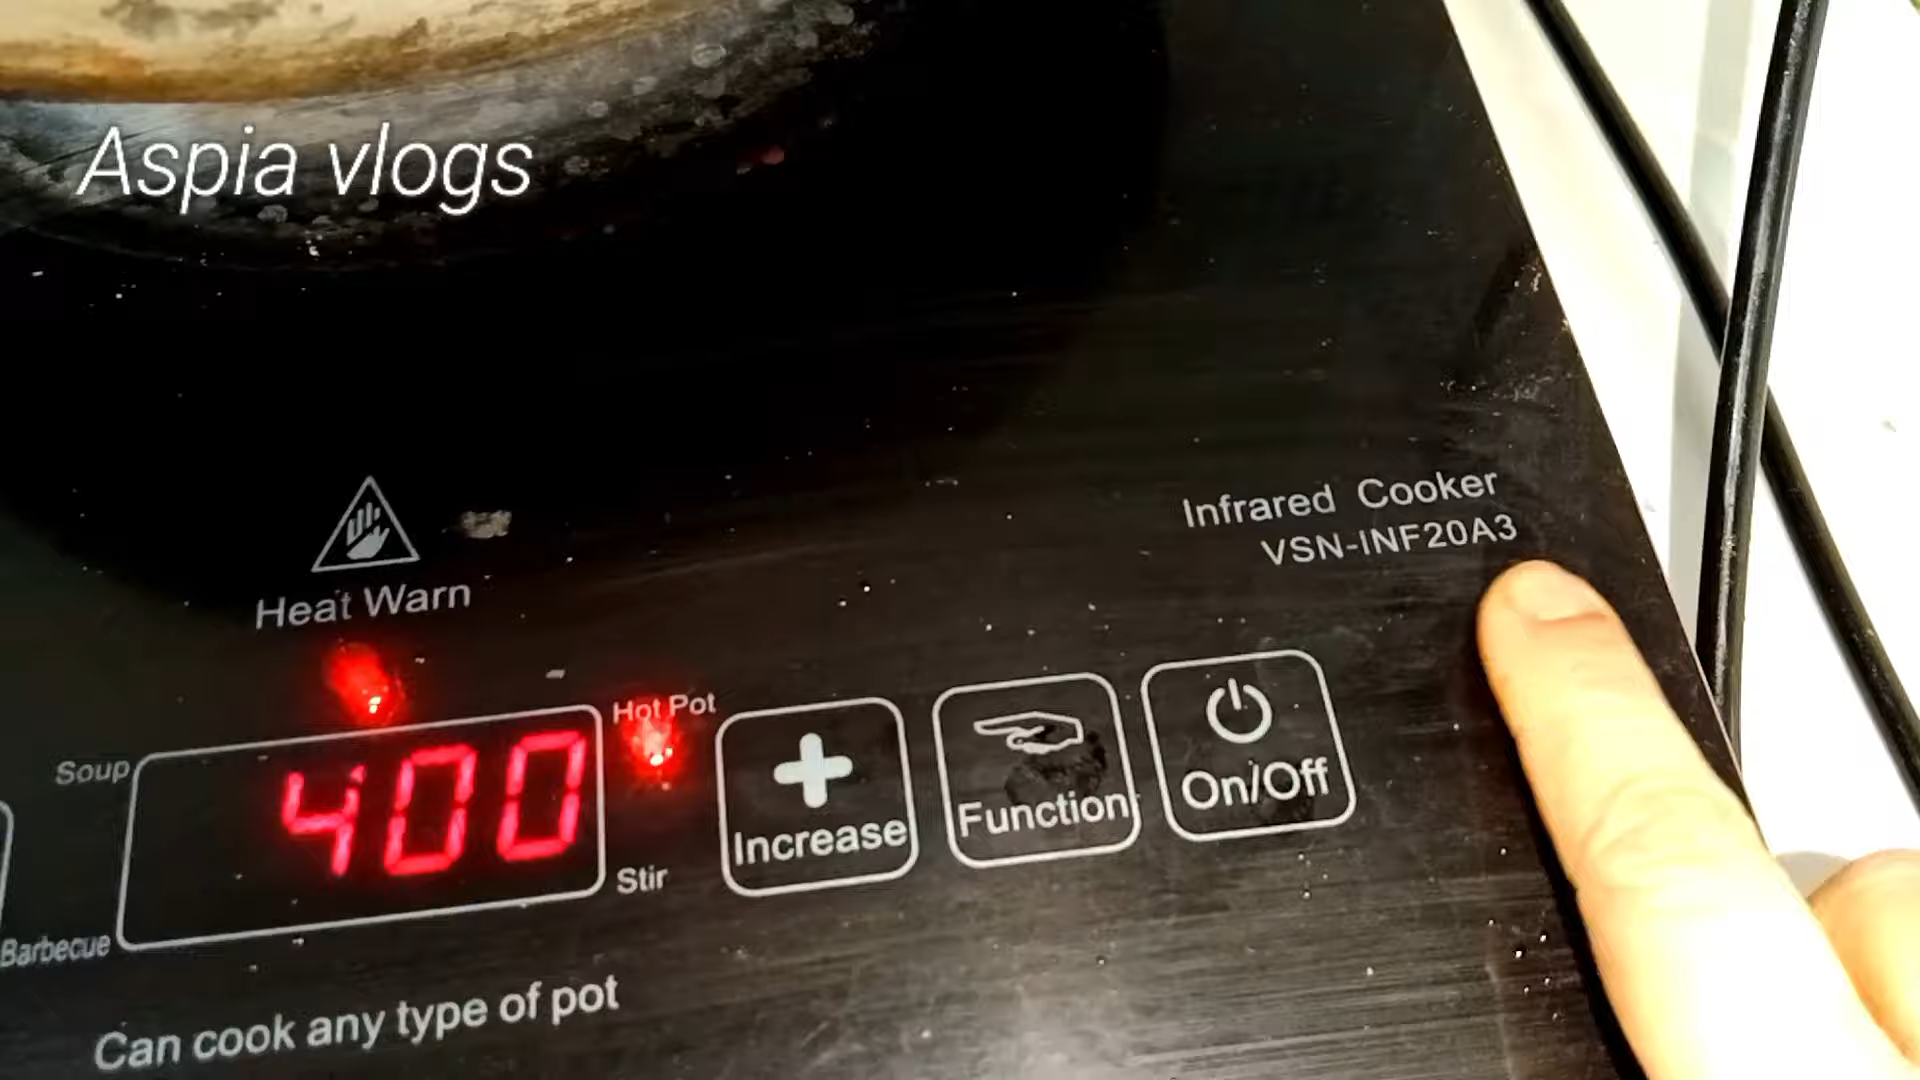 Aspia vlogs
Infrared Cooker
VSN-INF20A3
Heat Warn
Hot Pot
Soup
400
Increase
Function
On/Off
Stir
Barbecue
Can cook any type of pot